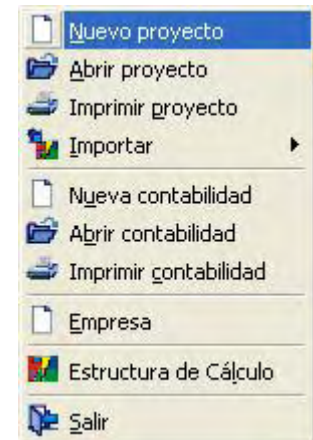 Nuevo proyecto
Abrir proyecto
Imprimir proyecto
Importar
Nueva contabilidad
Abrir contabilidad
Imprimir contabilidad
Empresa
Estructura de Cálculo
Salir